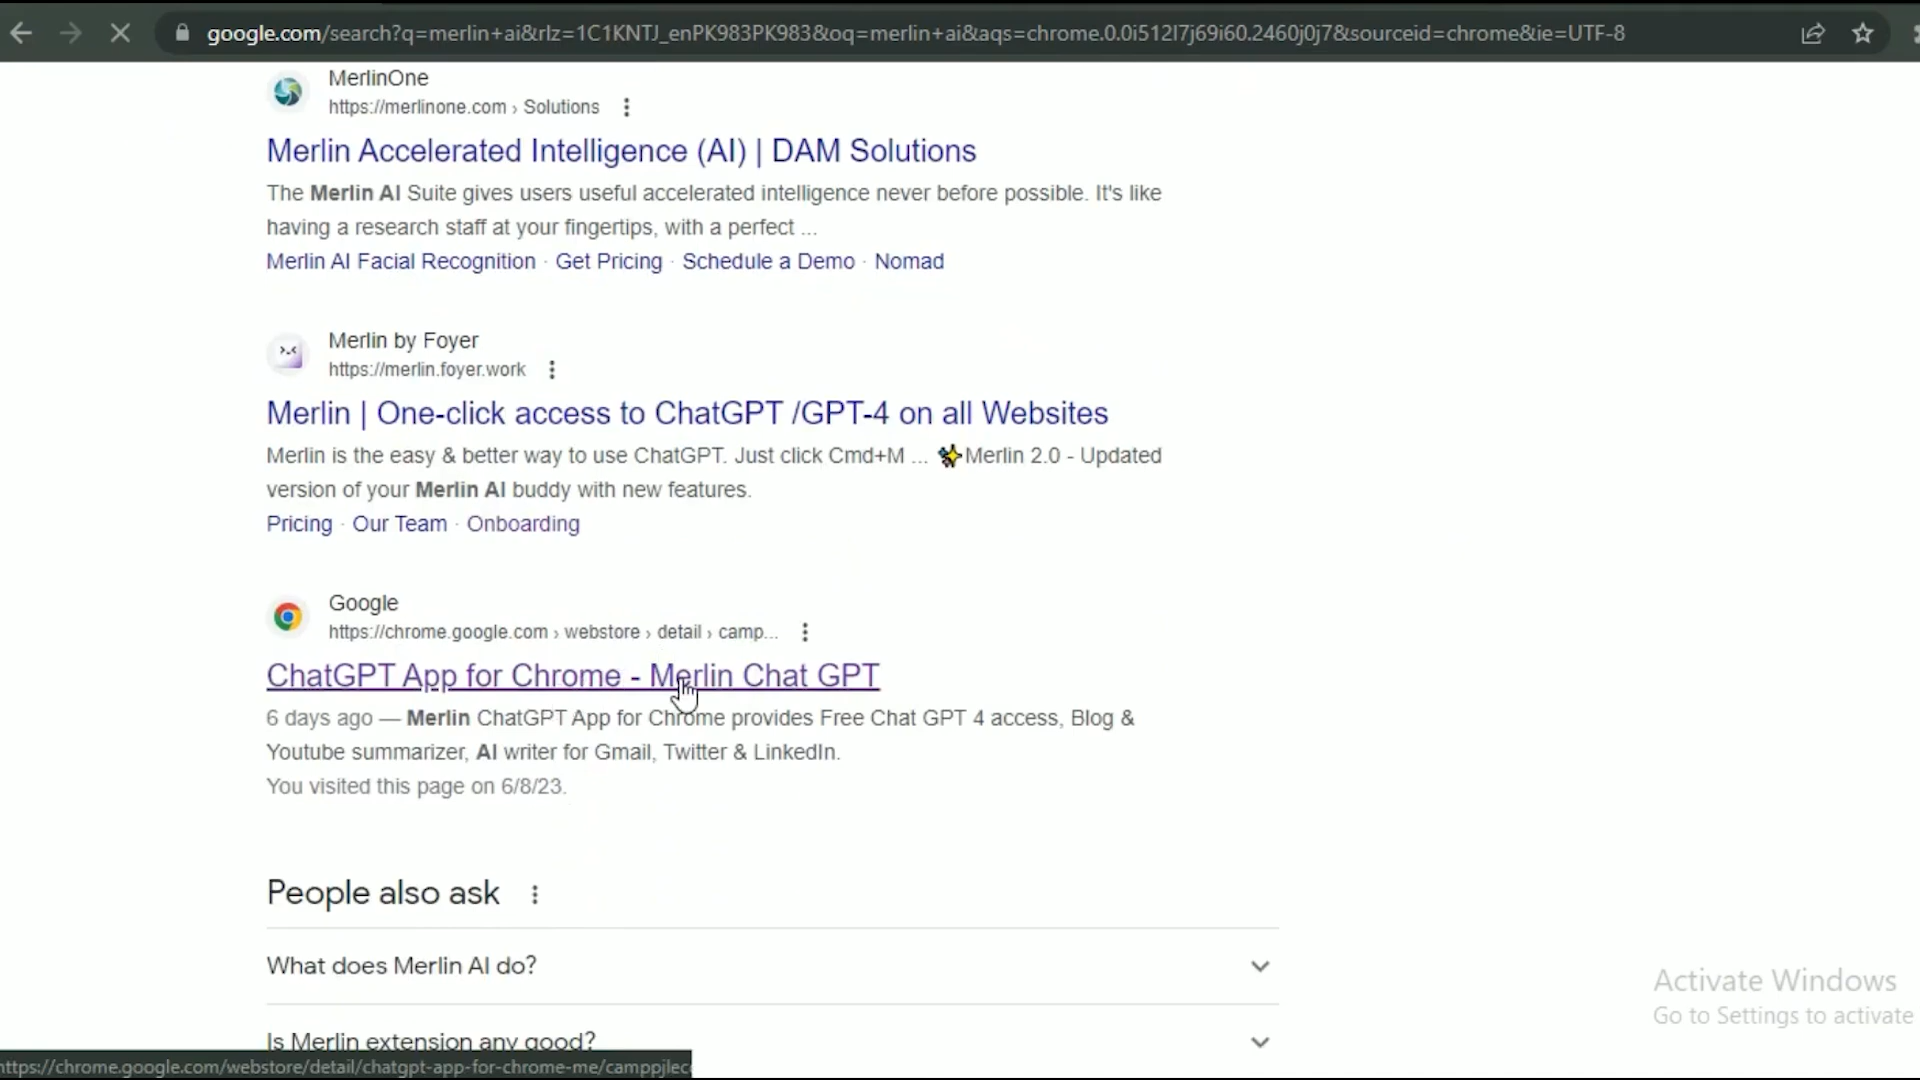 google.com/search?q=merlin+ai&rlz=1C1KNTJ_enPK983PK983&oq=merlin+ai&aqs=chrome.0.0i512l7j69i60.2460j0j7&sourceid=chrome&ie=UTF-8
MerlinOne
https://merlinone.com › Solutions
Merlin Accelerated Intelligence (AI) | DAM Solutions
The Merlin AI Suite gives users useful accelerated intelligence never before possible. It's like
having a research staff at your fingertips, with a perfect ...
Merlin AI Facial Recognition · Get Pricing · Schedule a Demo · Nomad
Merlin by Foyer
https://merlin.foyer.work
Merlin | One-click access to ChatGPT /GPT-4 on all Websites
Merlin is the easy & better way to use ChatGPT. Just click Cmd+M ... ✨Merlin 2.0 - Updated
version of your Merlin AI buddy with new features.
Pricing · Our Team · Onboarding
Google
https://chrome.google.com › webstore › detail › camp...
ChatGPT App for Chrome - Merlin Chat GPT
6 days ago — Merlin ChatGPT App for Chrome provides Free Chat GPT 4 access, Blog &
Youtube summarizer, AI writer for Gmail, Twitter & LinkedIn.
You visited this page on 6/8/23.
People also ask
What does Merlin AI do?
Is Merlin extension any good?
Activate Windows
Go to Settings to activate
https://chrome.google.com/webstore/detail/chatgpt-app-for-chrome-me/camppjlec